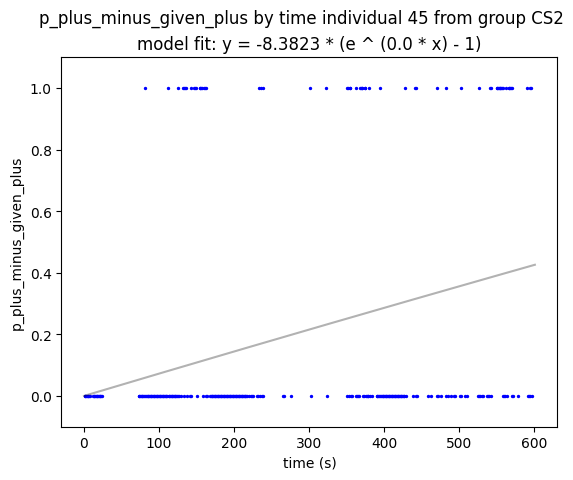 p_plus_minus_given_plus by time individual 45 from group CS2
model fit: y = -8.3823 * (e ^ (0.0 * x) - 1)
1.0
0.8
0.6
0.4
0.2
0.0
p_plus_minus_given_plus
0 100 200 300 400 500 600
time (s)